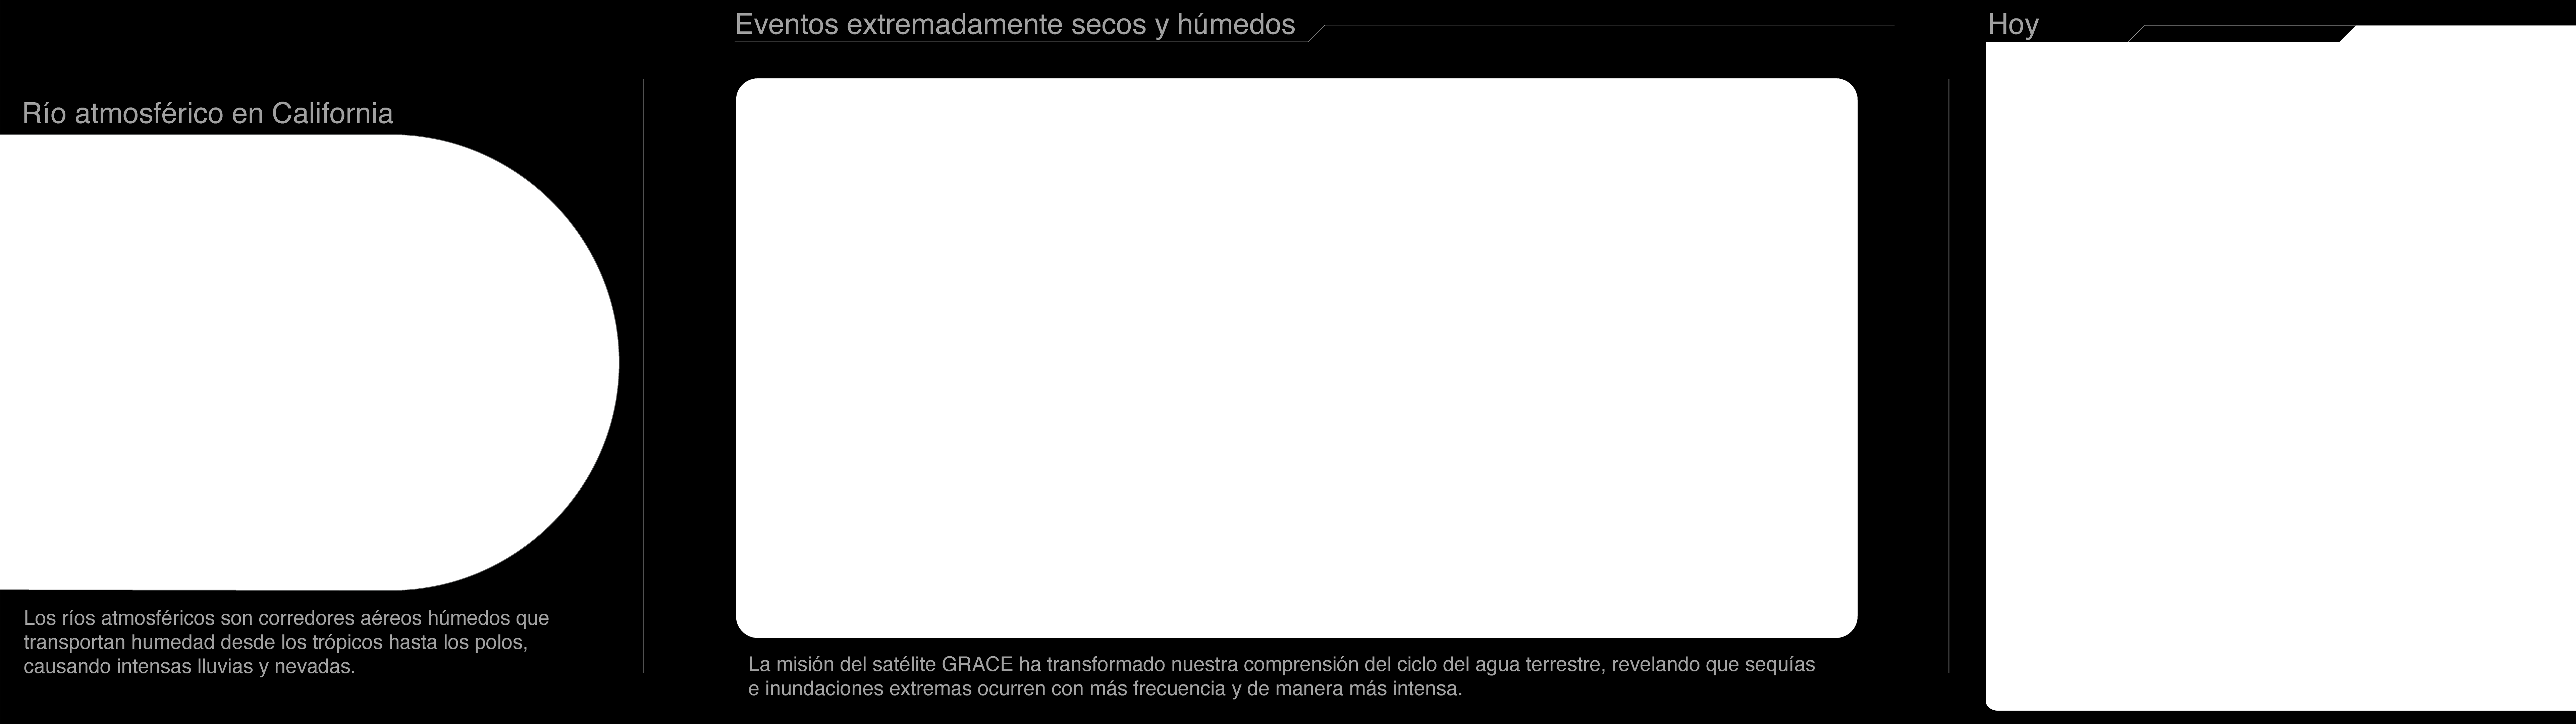 Río atmosférico en California
Los ríos atmosféricos son corredores aéreos húmedos que
transportan humedad desde los trópicos hasta los polos,
causando intensas lluvias y nevadas.
Eventos extremadamente secos y húmedos
La misión del satélite GRACE ha transformado nuestra comprensión del ciclo del agua terrestre, revelando que sequías
e inundaciones extremas ocurren con más frecuencia y de manera más intensa.
Hoy